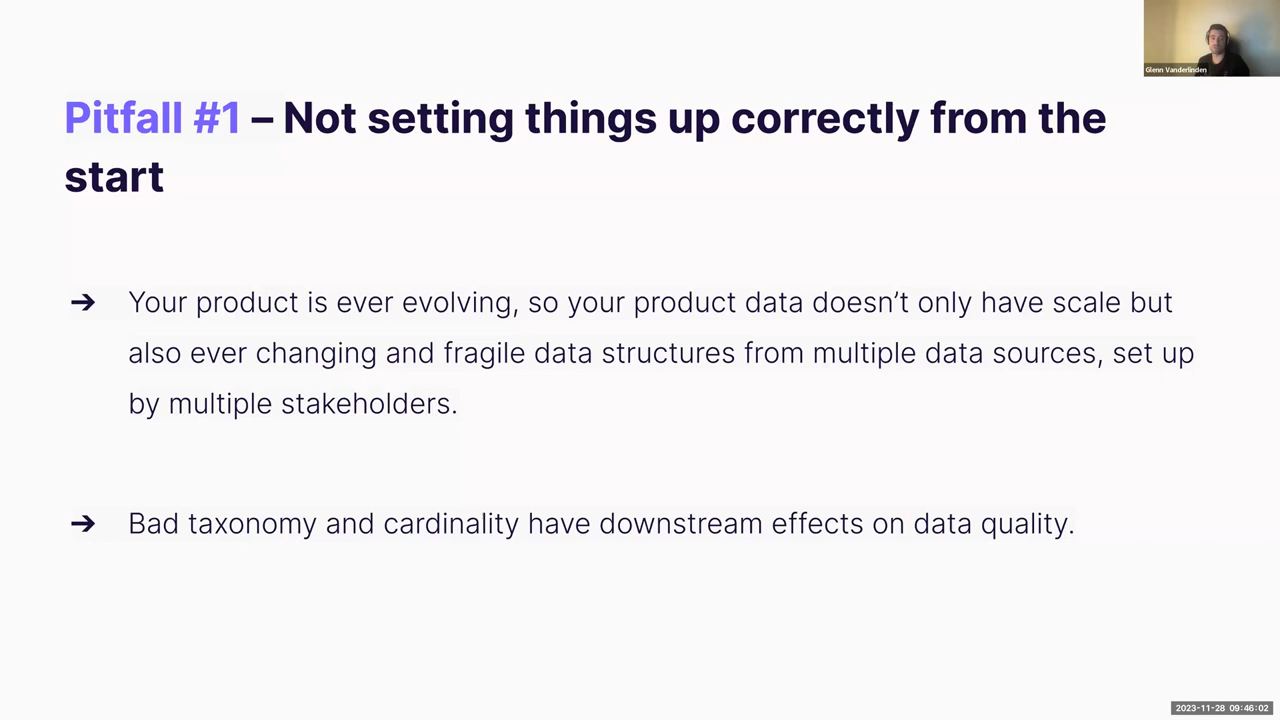 Glenn Vanderlinden
Pitfall #1 – Not setting things up correctly from the
start
➔ Your product is ever evolving, so your product data doesn’t only have scale but
also ever changing and fragile data structures from multiple data sources, set up
by multiple stakeholders.
➔ Bad taxonomy and cardinality have downstream effects on data quality.
2023-11-28 09:46:02